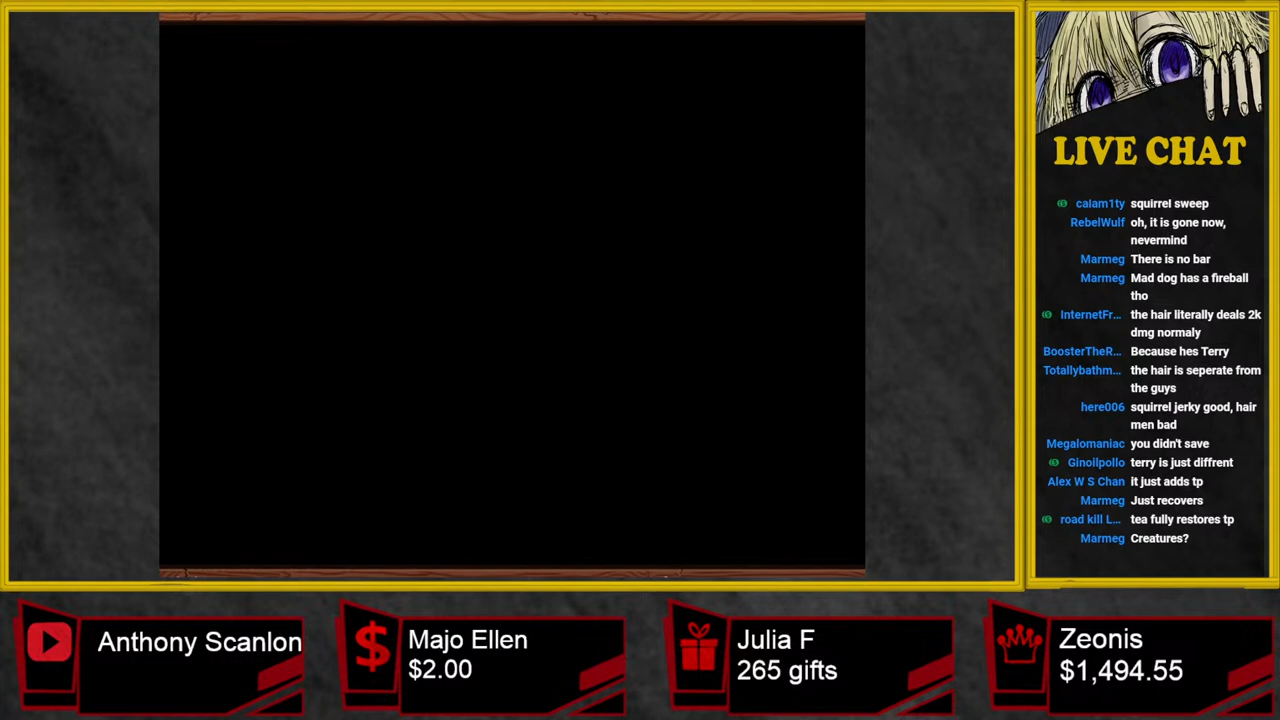 LIVE CHAT
calam1ty squirrel sweep
RebelWulf oh, it is gone now,
nevermind
Marmeg There is no bar
Marmeg Mad dog has a fireball
tho
InternetFr... the hair literally deals 2k
dmg normaly
BoosterTheR... Because hes Terry
Totallybathm... the hair is seperate from
the guys
here006 squirrel jerky good, hair
men bad
Megalomaniac you didn't save
Ginoilpollo terry is just diffrent
Alex W S Chan it just adds tp
Marmeg Just recovers
road kill L... tea fully restores tp
Marmeg Creatures?
Anthony Scanlon
$ Majo Ellen
$2.00
Julia F
265 gifts
Zeonis
$1,494.55